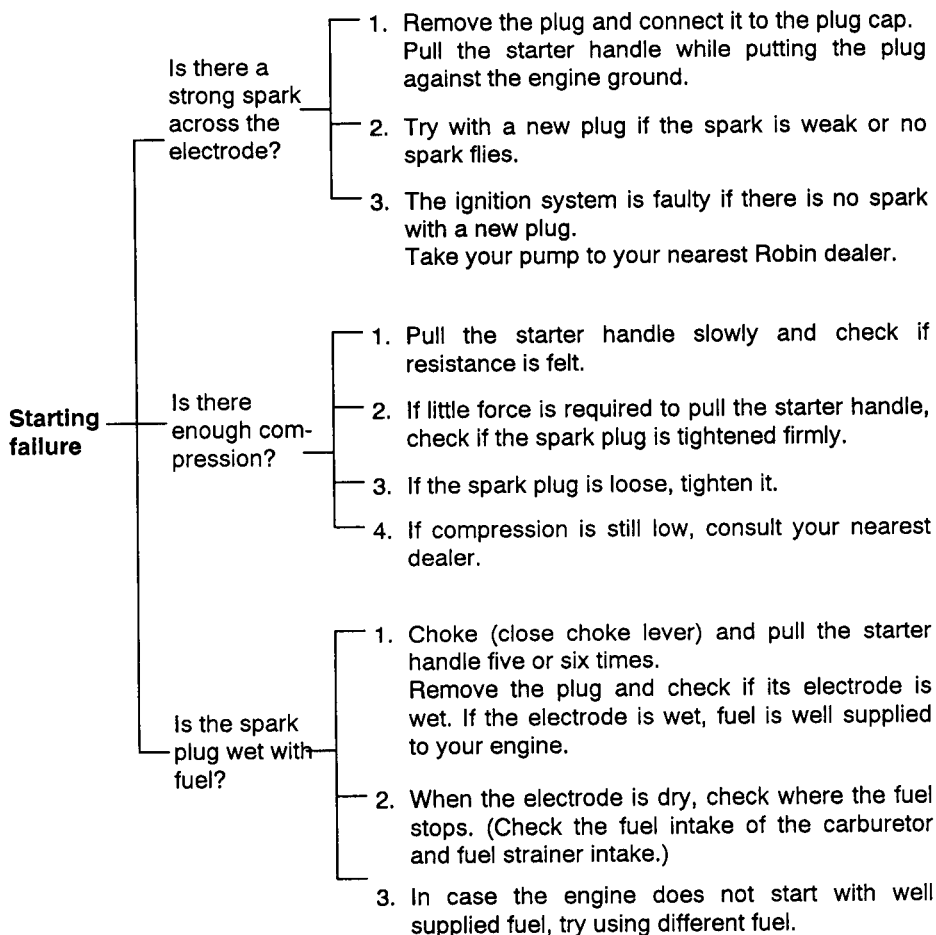 1. Remove the plug and connect it to the plug cap.
Pull the starter handle while putting the plug
against the engine ground.
Is there a
strong spark
across the
electrode?
2. Try with a new plug if the spark is weak or no
spark flies.
3. The ignition system is faulty if there is no spark
with a new plug.
Take your pump to your nearest Robin dealer.
Starting
failure
Is there
enough com-
pression?
1. Pull the starter handle slowly and check if
resistance is felt.
2. If little force is required to pull the starter handle,
check if the spark plug is tightened firmly.
3. If the spark plug is loose, tighten it.
4. If compression is still low, consult your nearest
dealer.
Is the spark
plug wet with
fuel?
1. Choke (close choke lever) and pull the starter
handle five or six times.
Remove the plug and check if its electrode is
wet. If the electrode is wet, fuel is well supplied
to your engine.
2. When the electrode is dry, check where the fuel
stops. (Check the fuel intake of the carburetor
and fuel strainer intake.)
3. In case the engine does not start with well
supplied fuel, try using different fuel.